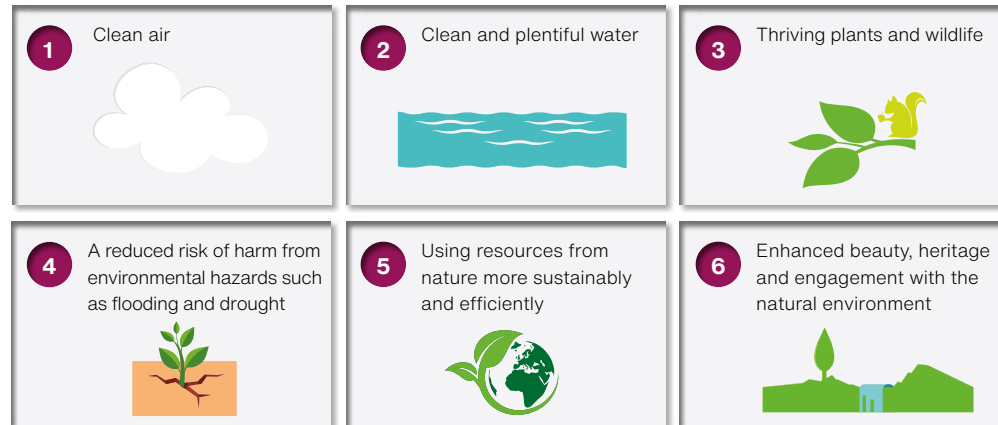 1
Clean air
2
Clean and plentiful water
3
Thriving plants and wildlife
4
A reduced risk of harm from
environmental hazards such
as flooding and drought
5
Using resources from
nature more sustainably
and efficiently
6
Enhanced beauty, heritage
and engagement with the
natural environment